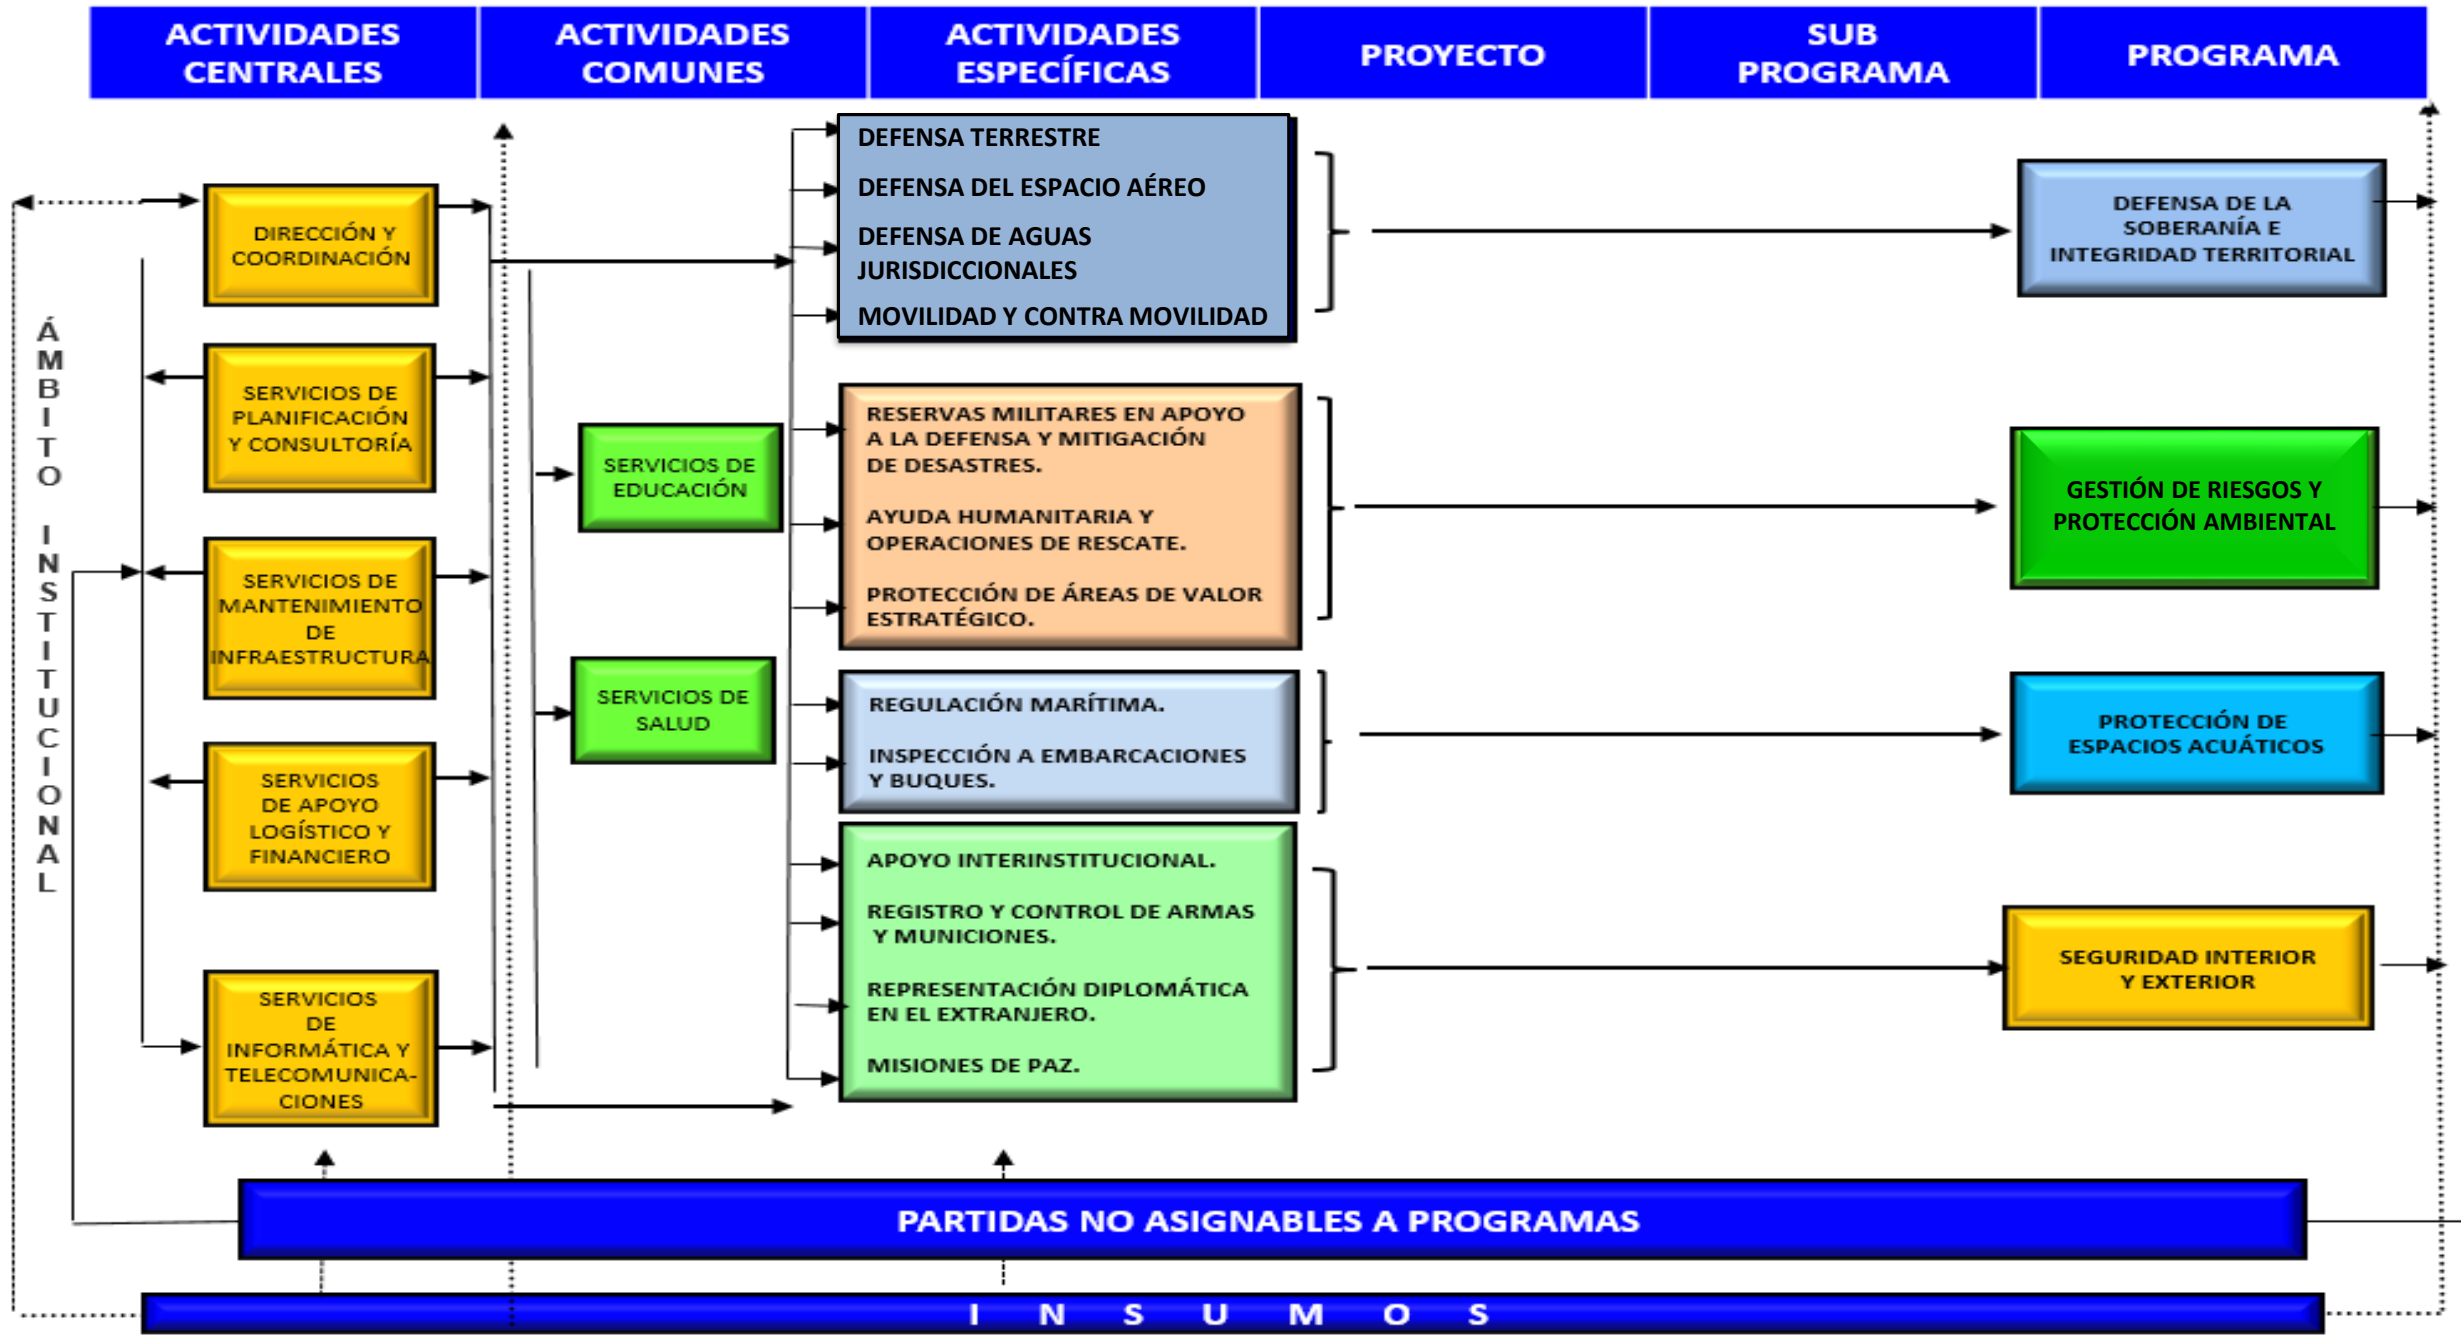 ACTIVIDADES
CENTRALES
ACTIVIDADES
COMUNES
ACTIVIDADES
ESPECÍFICAS
PROYECTO
SUB
PROGRAMA
PROGRAMA
ÁMBITO INSTITUCIONAL
DIRECCIÓN Y
COORDINACIÓN
SERVICIOS DE
PLANIFICACIÓN
Y CONSULTORÍA
SERVICIOS DE
MANTENIMIENTO
DE
INFRAESTRUCTURA
SERVICIOS
DE APOYO
LOGÍSTICO Y
FINANCIERO
SERVICIOS
DE
INFORMÁTICA Y
TELECOMUNICA-
CIONES
SERVICIOS DE
EDUCACIÓN
SERVICIOS DE
SALUD
DEFENSA TERRESTRE
DEFENSA DEL ESPACIO AÉREO
DEFENSA DE AGUAS
JURISDICCIONALES
MOVILIDAD Y CONTRA MOVILIDAD
RESERVAS MILITARES EN APOYO
A LA DEFENSA Y MITIGACIÓN
DE DESASTRES.
AYUDA HUMANITARIA Y
OPERACIONES DE RESCATE.
PROTECCIÓN DE ÁREAS DE VALOR
ESTRATÉGICO.
REGULACIÓN MARÍTIMA.
INSPECCIÓN A EMBARCACIONES
Y BUQUES.
APOYO INTERINSTITUCIONAL.
REGISTRO Y CONTROL DE ARMAS
Y MUNICIONES.
REPRESENTACIÓN DIPLOMÁTICA
EN EL EXTRANJERO.
MISIONES DE PAZ.
DEFENSA DE LA
SOBERANÍA E
INTEGRIDAD TERRITORIAL
GESTIÓN DE RIESGOS Y
PROTECCIÓN AMBIENTAL
PROTECCIÓN DE
ESPACIOS ACUÁTICOS
SEGURIDAD INTERIOR
Y EXTERIOR
PARTIDAS NO ASIGNABLES A PROGRAMAS
I N S U M O S